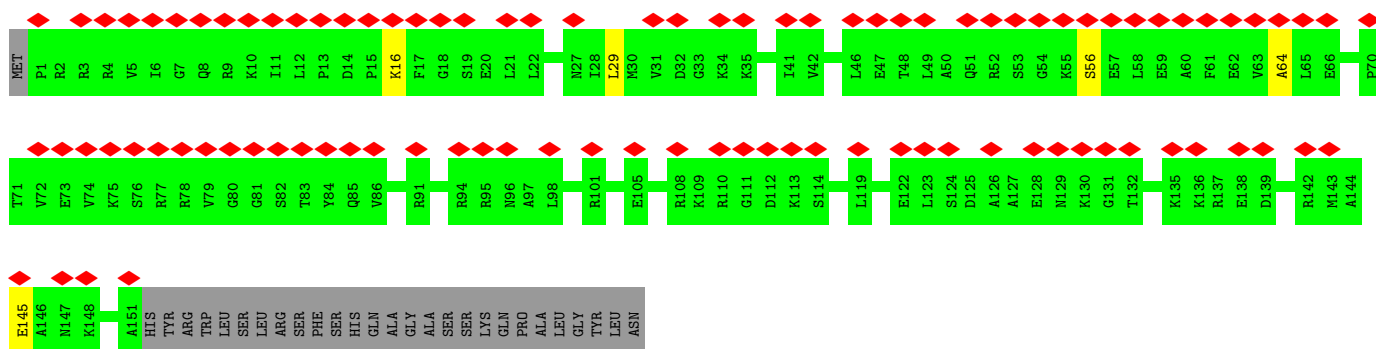 MET P1 R2 R3 R4 V5 I6 G7 Q8 R9 K10 I11 L12 P13 D14 P15 K16 F17 G18 S19 E20 L21 L22 N27 I28 L29 M30 V31 D32 G33 K34 K35 I41 V42 L46 E47 T48 L49 A50 Q51 R52 S53 G54 K55 S56 E57 L58 E59 A60 F61 E62 V63 A64 L65 E66 P70
T71 V72 E73 V74 K75 S76 R77 R78 V79 G80 G81 S82 T83 Y84 Q85 V86 R91 R94 R95 N96 A97 L98 R101 E105 R108 K109 R110 G111 D112 K113 S114 L119 E122 L123 S124 D125 A126 A127 E128 N129 K130 G131 T132 K135 K136 R137 E138 D139 R142 M143 A144
E145 A146 N147 K148 A151 HIS TYR ARG TRP LEU SER LEU ARG SER PHE SER HIS GLN ALA GLY ALA SER SER LYS GLN PRO ALA LEU GLY TYR LEU ASN